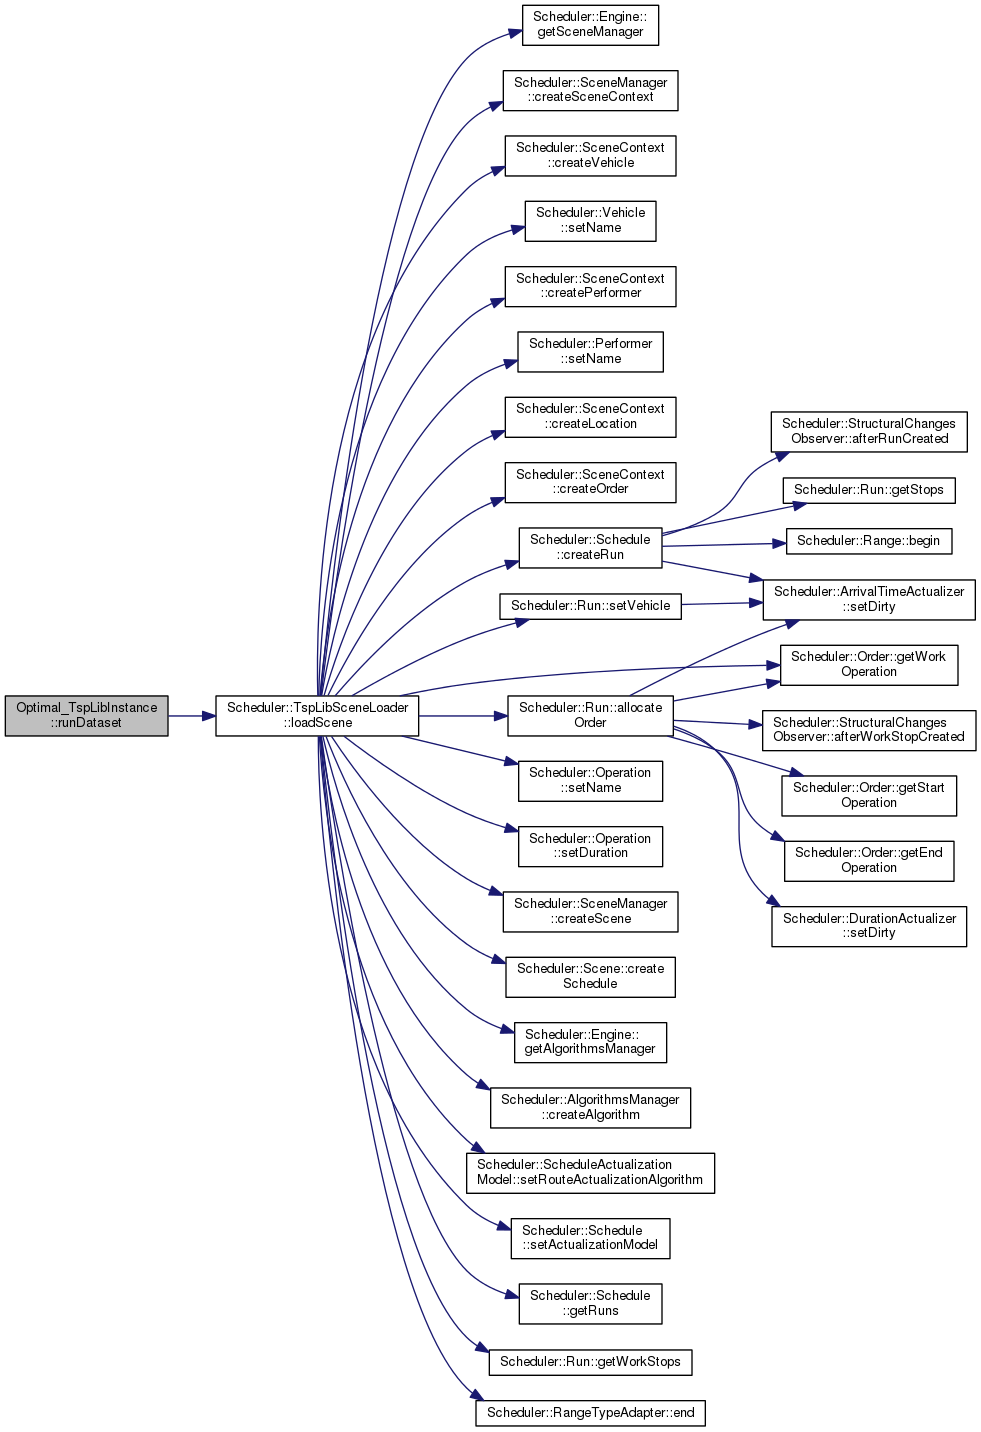 Optimal_TspLibInstance
::runDataset
Scheduler::TspLibSceneLoader
::loadScene
Scheduler::Engine::
getSceneManager
Scheduler::SceneManager
::createSceneContext
Scheduler::SceneContext
::createVehicle
Scheduler::Vehicle
::setName
Scheduler::SceneContext
::createPerformer
Scheduler::Performer
::setName
Scheduler::SceneContext
::createLocation
Scheduler::SceneContext
::createOrder
Scheduler::Schedule
::createRun
Scheduler::Run::setVehicle
Scheduler::Run::allocate
Order
Scheduler::Operation
::setName
Scheduler::Operation
::setDuration
Scheduler::SceneManager
::createScene
Scheduler::Scene::create
Schedule
Scheduler::Engine::
getAlgorithmsManager
Scheduler::AlgorithmsManager
::createAlgorithm
Scheduler::ScheduleActualization
Model::setRouteActualizationAlgorithm
Scheduler::Schedule
::setActualizationModel
Scheduler::Schedule
::getRuns
Scheduler::Run::getWorkStops
Scheduler::RangeTypeAdapter::end
Scheduler::StructuralChanges
Observer::afterRunCreated
Scheduler::Run::getStops
Scheduler::Range::begin
Scheduler::ArrivalTimeActualizer
::setDirty
Scheduler::Order::getWork
Operation
Scheduler::StructuralChanges
Observer::afterWorkStopCreated
Scheduler::Order::getStart
Operation
Scheduler::Order::getEnd
Operation
Scheduler::DurationActualizer
::setDirty